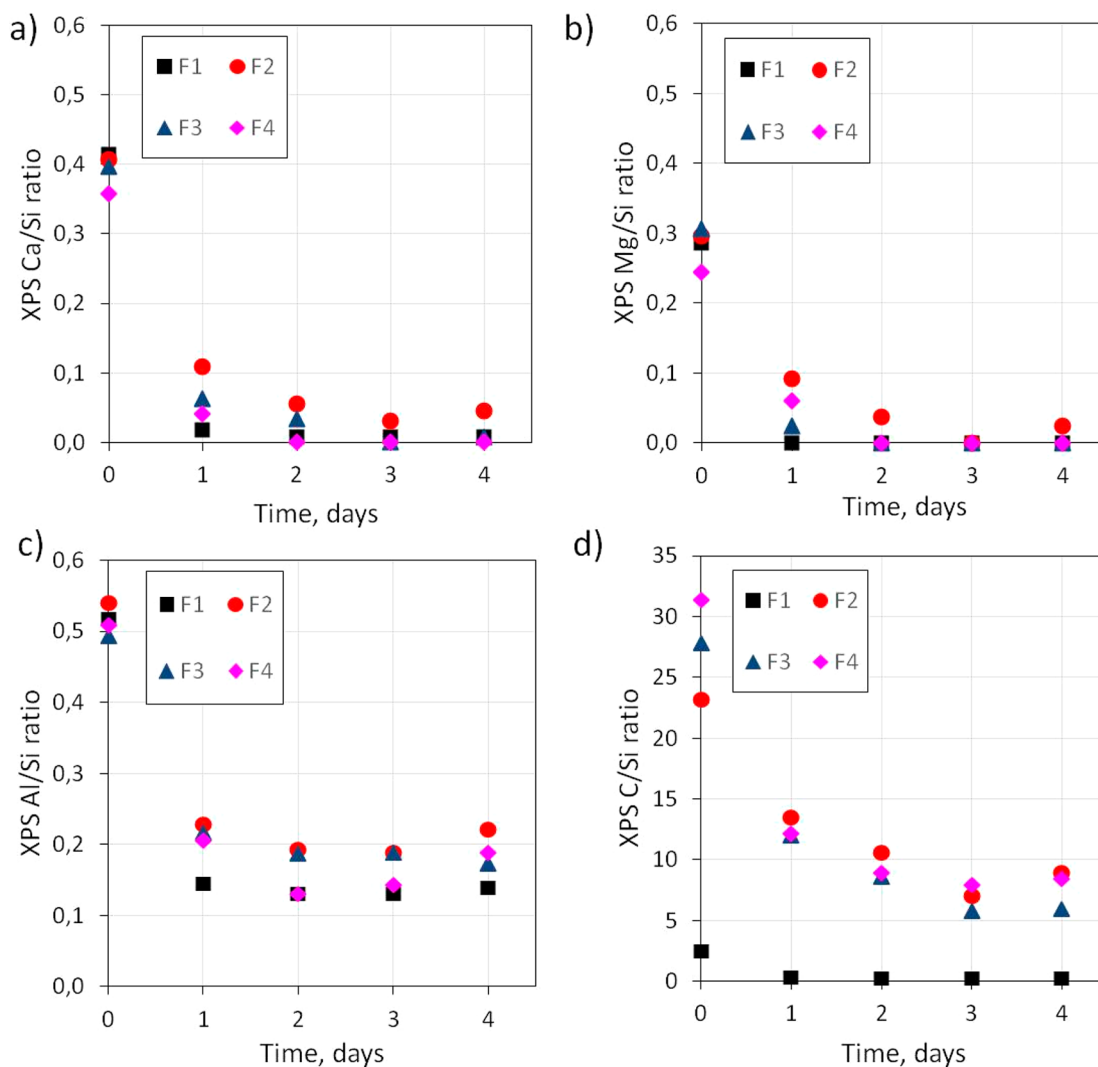 a)
XPS Ca/Si ratio
0,6
0,5
0,4
0,3
0,2
0,1
0,0
F1 F2
F3 F4
0 1 2 3 4
Time, days
b)
XPS Mg/Si ratio
0,6
0,5
0,4
0,3
0,2
0,1
0,0
F1 F2
F3 F4
0 1 2 3 4
Time, days
c)
XPS Al/Si ratio
0,6
0,5
0,4
0,3
0,2
0,1
0,0
F1 F2
F3 F4
0 1 2 3 4
Time, days
d)
XPS C/Si ratio
35
30
25
20
15
10
5
0
F1 F2
F3 F4
0 1 2 3 4
Time, days